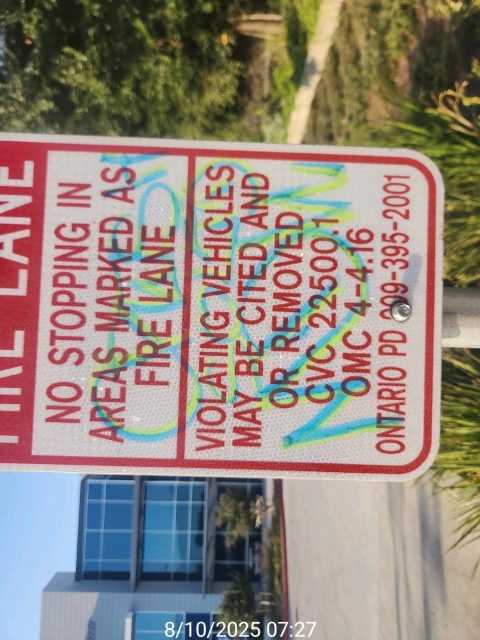 FIRE LANE
NO STOPPING IN
AREAS MARKED AS
FIRE LANE
VIOLATING VEHICLES
MAY BE CITED AND
OR REMOVED
CVC 22500.1
OMC 4-4.16
ONTARIO PD 909-395-2001
8/10/2025 07:27